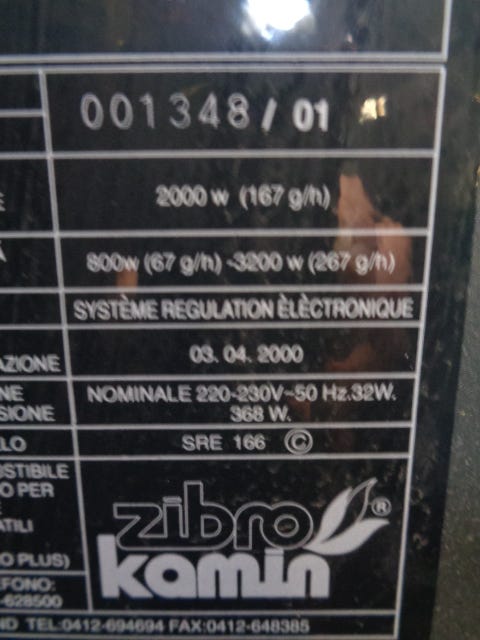 001348 / 01
2000 w (167 g/h)
800w (67 g/h) -3200 w (267 g/h)
SYSTÈME REGULATION ÈLÈCTRONIQUE
AZIONE 03. 04. 2000
NE NOMINALE 220-230V~50 Hz.32W.
SIONE 368 W.
LO SRE 166 ©
STIBILE
O PER
ATILI
O PLUS)
zibro ®
kamin
EFONO:
-628500
ND TEL:0412-694694 FAX:0412-648385